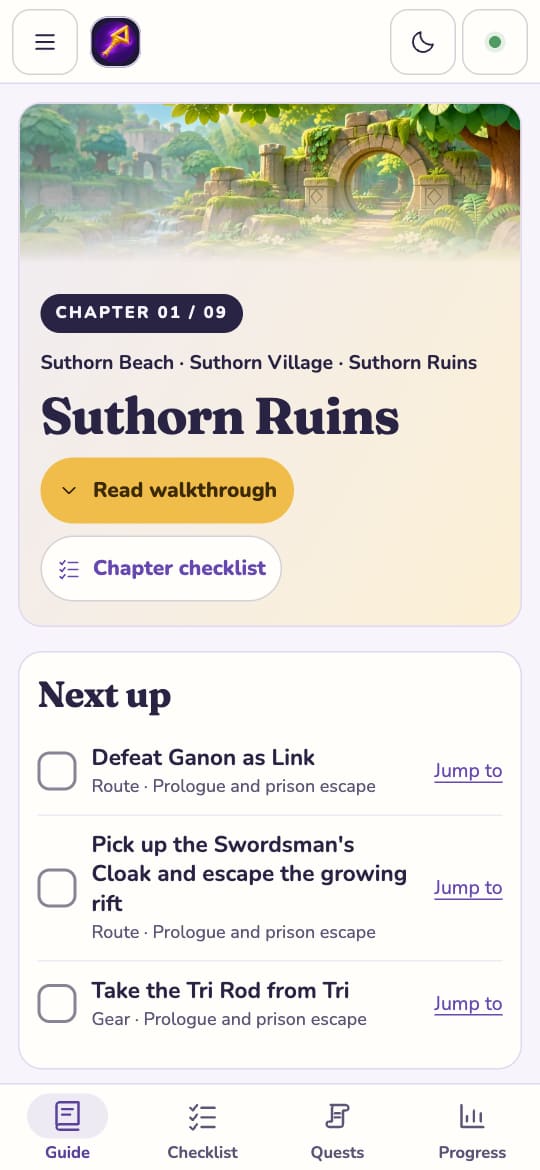 CHAPTER 01 / 09
Suthorn Beach · Suthorn Village · Suthorn Ruins
Suthorn Ruins
Read walkthrough
Chapter checklist
Next up
Defeat Ganon as Link
Route · Prologue and prison escape
Jump to
Pick up the Swordsman's
Cloak and escape the growing
rift
Route · Prologue and prison escape
Jump to
Take the Tri Rod from Tri
Gear · Prologue and prison escape
Jump to
Guide
Checklist
Quests
Progress